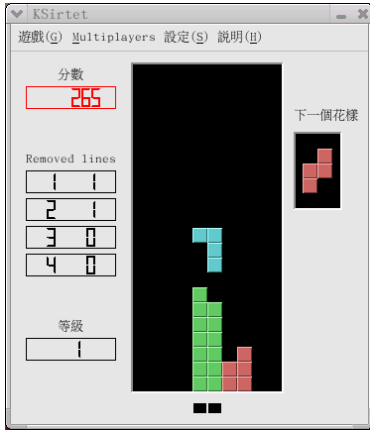 KSirtet
遊戲(G) Multiplayers 設定(S) 説明(H)
分數
265
下一個花樣
Removed lines
1 1
2 1
3 0
4 0
等級
1